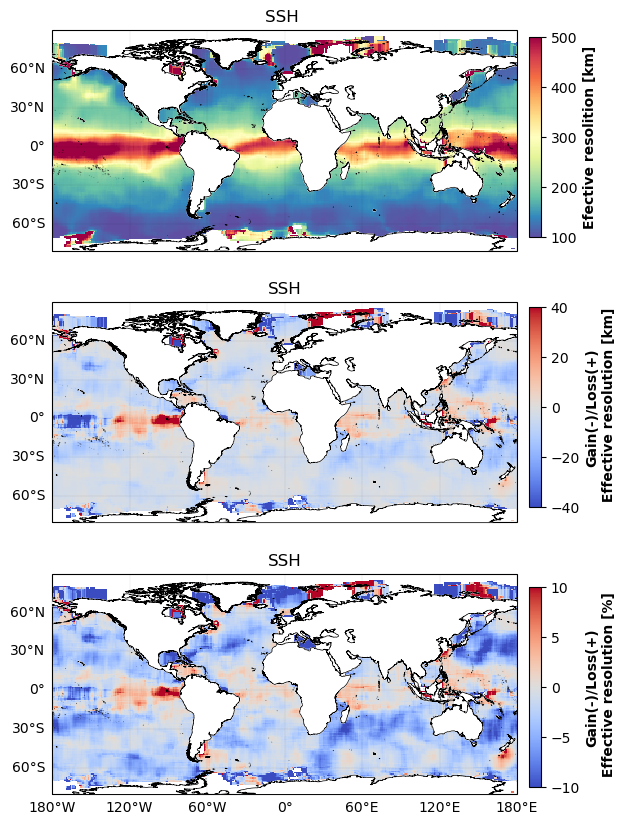 SSH
60°N
30°N
0°
30°S
60°S
500
400
300
200
100
Efective resolition [km]
SSH
60°N
30°N
0°
30°S
60°S
40
20
0
−20
−40
Gain(-)/Loss(+)
Effective resolution [km]
SSH
60°N
30°N
0°
30°S
60°S
180°W 120°W 60°W 0° 60°E 120°E 180°E
10
5
0
−5
−10
Gain(-)/Loss(+)
Effective resolution [%]